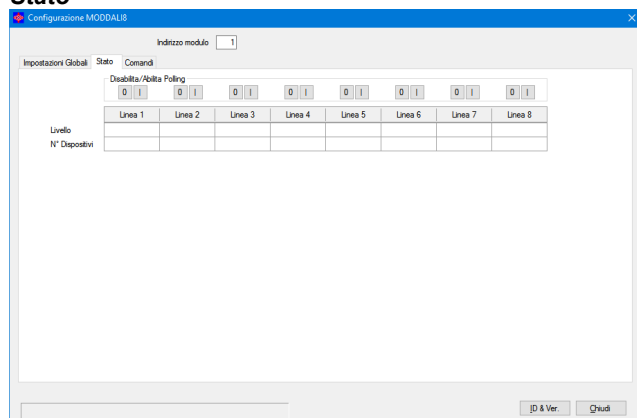 Stato
Configurazione MODDALI8
Indirizzo modulo 1
Impostazioni Globali Stato Comandi
Disabilita/Abilita Polling
0 | 0 | 0 | 0 | 0 | 0 | 0 | 0 |
Linea 1 Linea 2 Linea 3 Linea 4 Linea 5 Linea 6 Linea 7 Linea 8
Livello
N° Dispositivi
ID & Ver. Chiudi